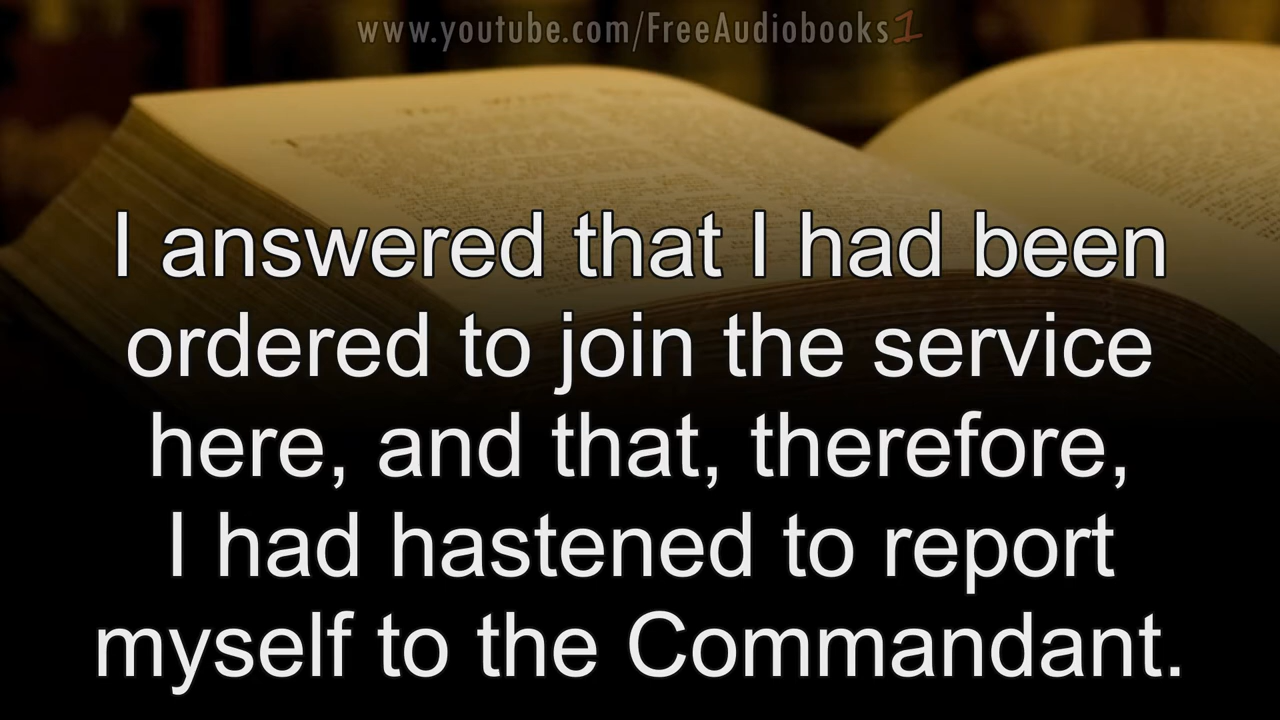 www.youtube.com/FreeAudiobooks1
I answered that I had been
ordered to join the service
here, and that, therefore,
I had hastened to report
myself to the Commandant.